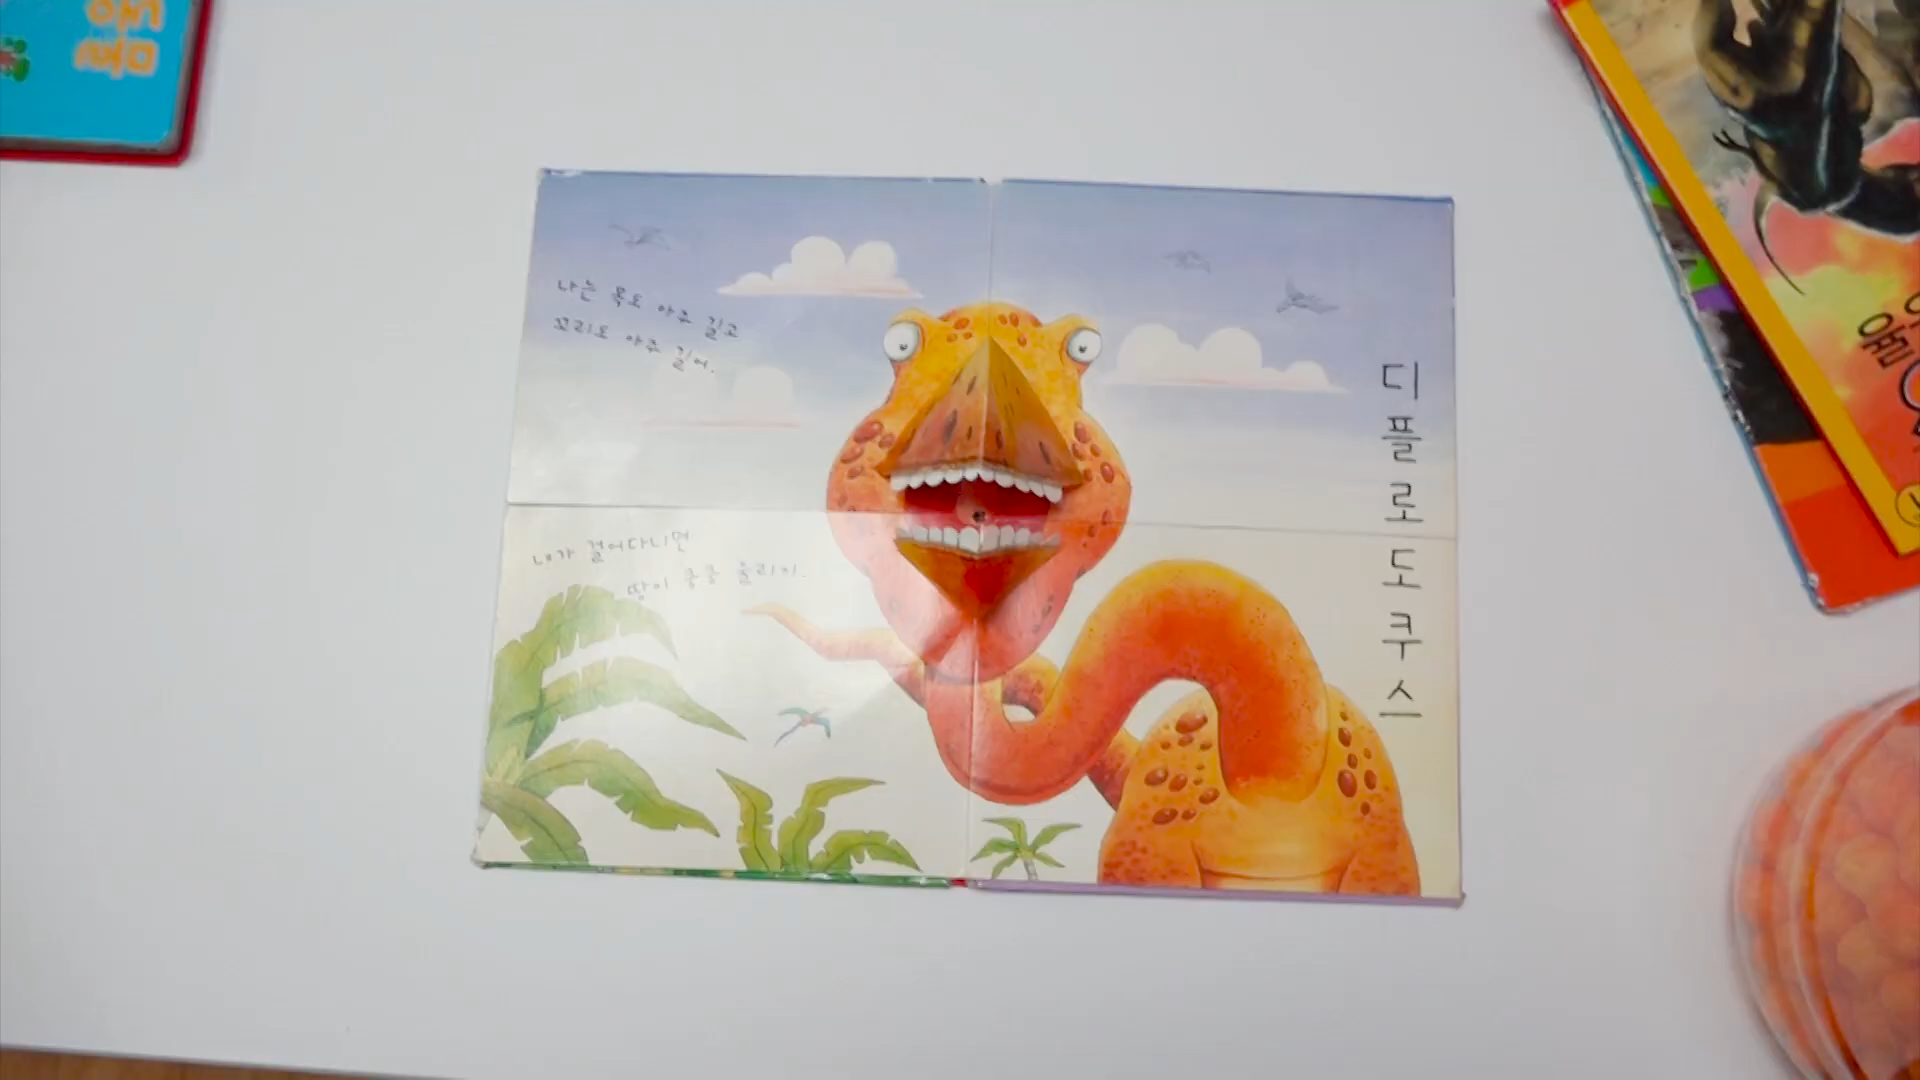 나는 목도 아주 길고
꼬리도 아주 길어.
내가 걸어다니면
땅이 쿵쿵 울리지.
디플로도쿠스